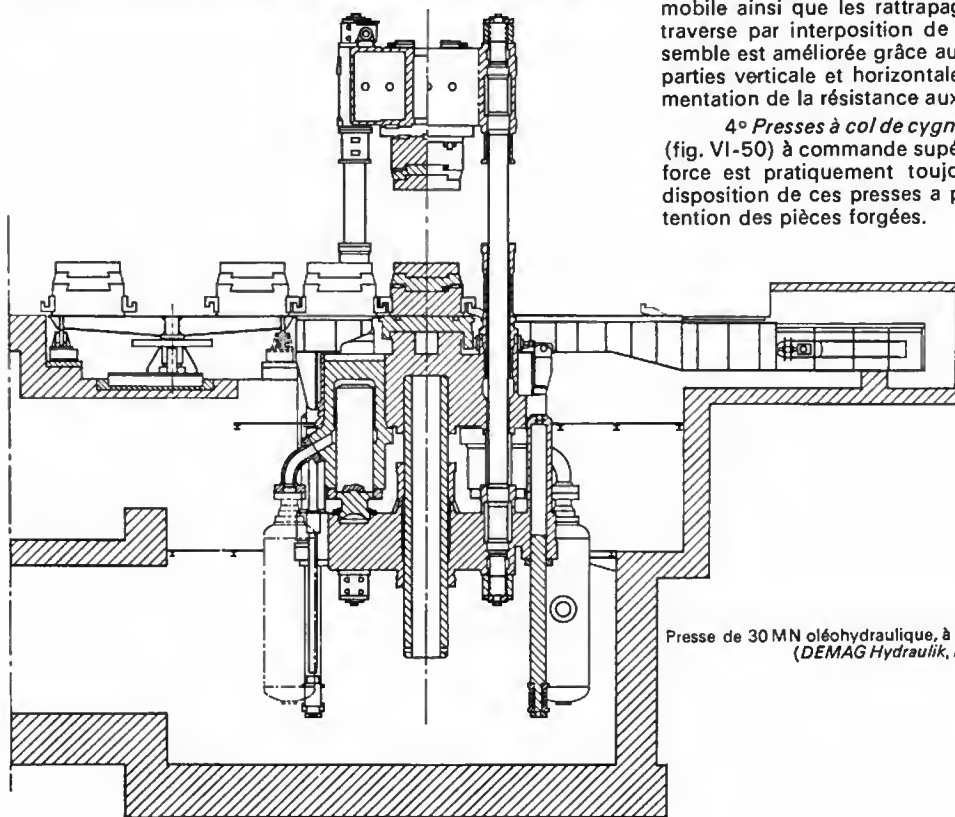 mobile ainsi que les rattrapag
traverse par interposition de
semble est améliorée grâce au
parties verticale et horizontale
mentation de la résistance aux
4° Presses à col de cygn
(fig. VI-50) à commande supé
force est pratiquement toujo
disposition de ces presses a p
tention des pièces forgées.
Presse de 30 MN oléohydraulique, à
(DEMAG Hydraulik,